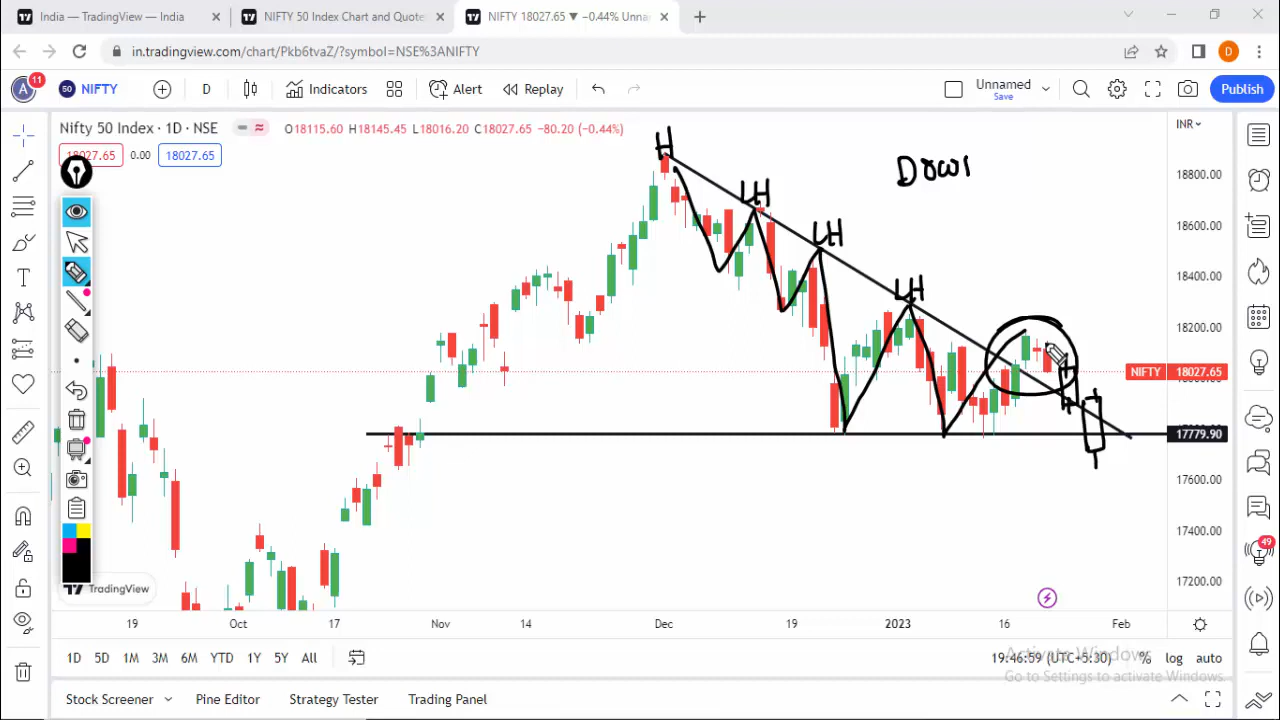 India — TradingView — India
NIFTY 50 Index Chart and Quote
NIFTY 18027.65 ▼ −0.44% Unna
in.tradingview.com/chart/Pkb6tvaZ/?symbol=NSE%3ANIFTY
D
A
11
50
NIFTY
D
Indicators
Alert
Replay
Unnamed
Save
Publish
Nifty 50 Index · 1D · NSE
O18115.60 H18145.45 L18016.20 C18027.65 −80.20 (−0.44%)
INR
18027.65
0.00
18027.65
H
LH
LH
LH
18800.00
18600.00
18400.00
18200.00
NIFTY
18027.65
17779.90
17600.00
17400.00
17200.00
49
TradingView
19
Oct
17
Nov
14
Dec
19
2023
16
Feb
1D
5D
1M
3M
6M
YTD
1Y
5Y
All
19:46:59 (UTC+5:30)
%
log
auto
Activate Windows
Go to Settings to activate Windows.
Stock Screener
Pine Editor
Strategy Tester
Trading Panel